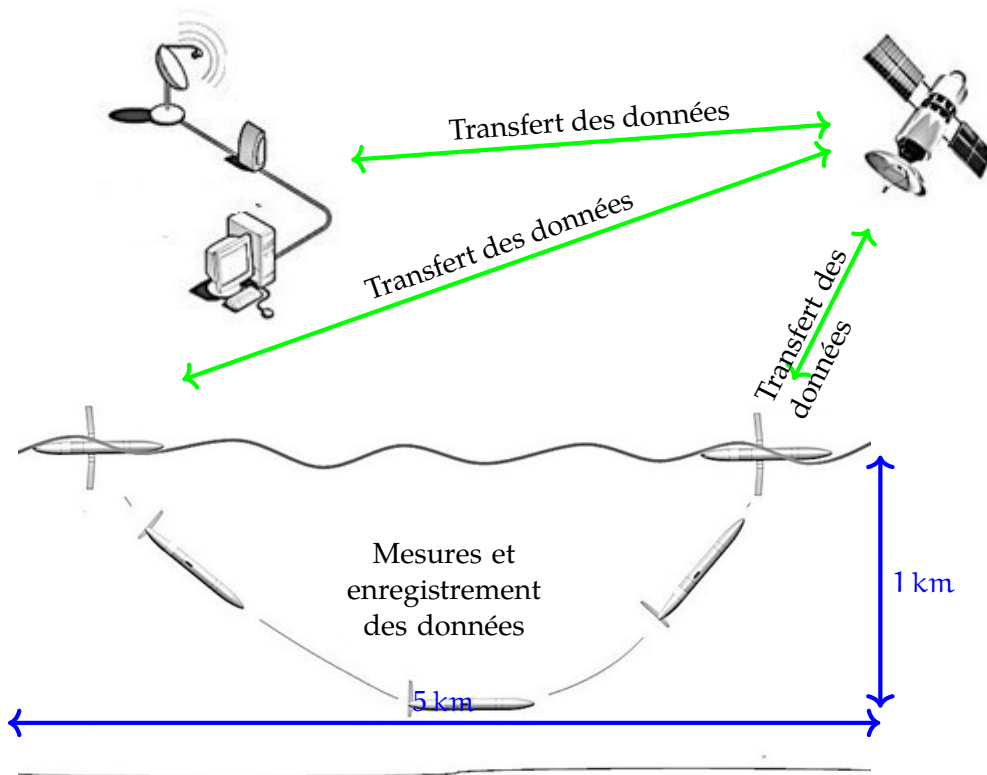 Transfert des données
Transfert des données
Transfert des
données
Mesures et
enregistrement
des données
1 km
5 km